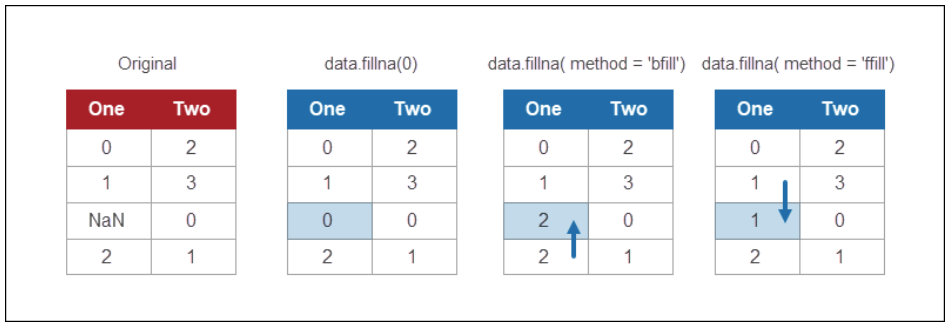 Original
One Two
0 2
1 3
NaN 0
2 1
data.fillna(0)
One Two
0 2
1 3
0 0
2 1
data.fillna( method = 'bfill')
One Two
0 2
1 3
2 0
2 1
data.fillna( method = 'ffill')
One Two
0 2
1 3
1 0
2 1